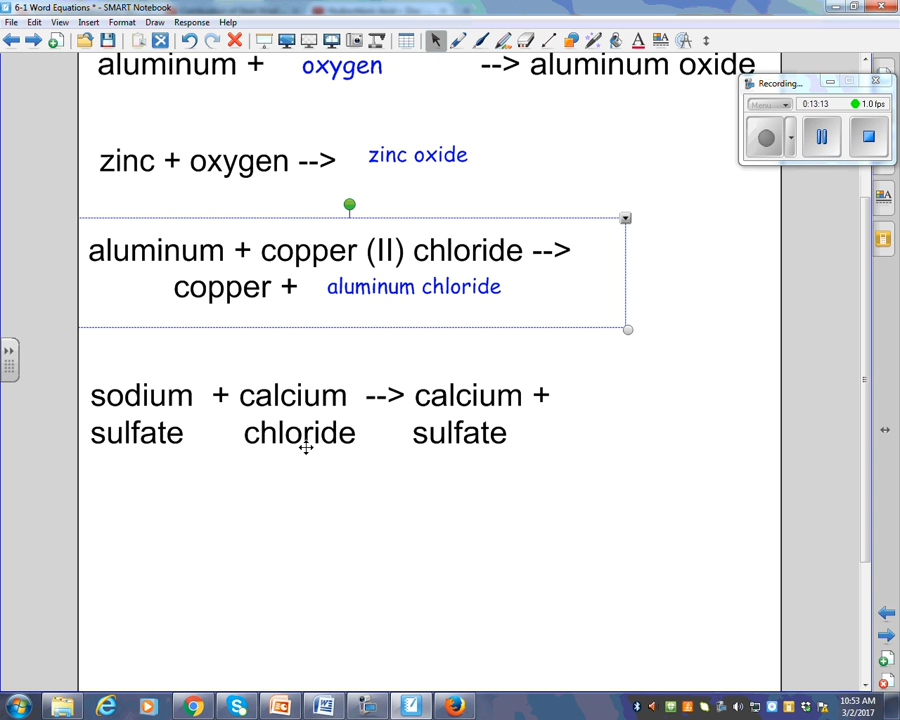 6-1 Word Equations * - SMART Notebook
File Edit View Insert Format Draw Response Help
aluminum + oxygen --> aluminum oxide
Recording...
Menu 0:13:13 1.0 fps
zinc + oxygen --> zinc oxide
aluminum + copper (II) chloride -->
copper + aluminum chloride
sodium + calcium --> calcium +
sulfate chloride sulfate
10:53 AM
3/2/2017